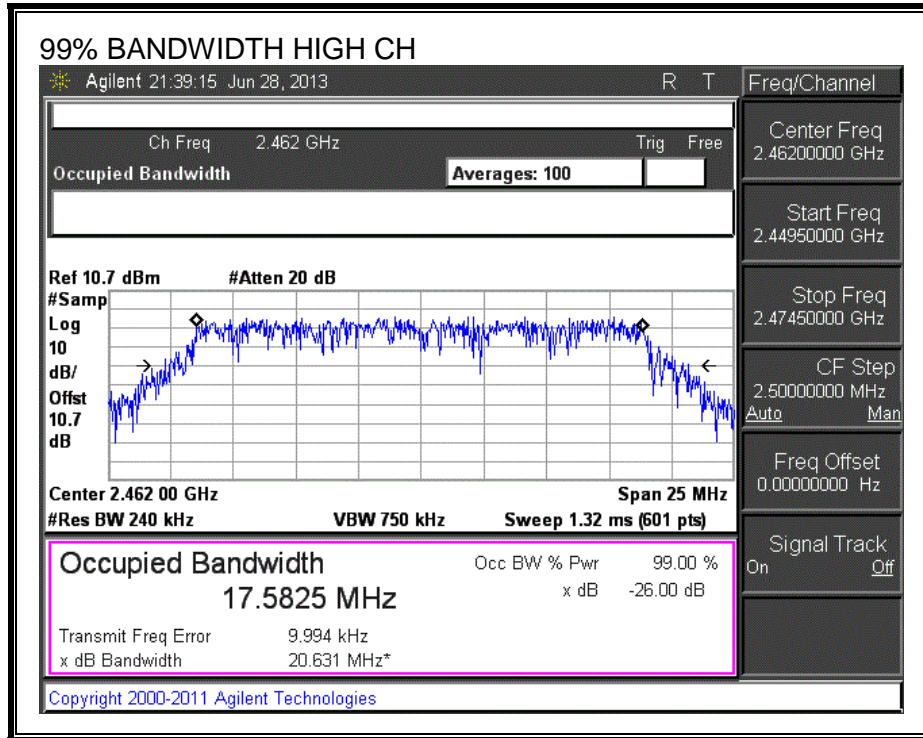 99% BANDWIDTH HIGH CH
Agilent 21:39:15 Jun 28, 2013 R T Freq/Channel
Ch Freq 2.462 GHz Trig Free
Occupied Bandwidth Averages: 100
Center Freq
2.46200000 GHz
Start Freq
2.44950000 GHz
Stop Freq
2.47450000 GHz
CF Step
2.50000000 MHz
Auto Man
Freq Offset
0.00000000 Hz
Signal Track
On Off
Ref 10.7 dBm #Atten 20 dB
#Samp
Log
10
dB/
Offst
10.7
dB
Center 2.462 00 GHz Span 25 MHz
#Res BW 240 kHz VBW 750 kHz Sweep 1.32 ms (601 pts)
Occupied Bandwidth Occ BW % Pwr 99.00 %
17.5825 MHz x dB -26.00 dB
Transmit Freq Error 9.994 kHz
x dB Bandwidth 20.631 MHz*
Copyright 2000-2011 Agilent Technologies